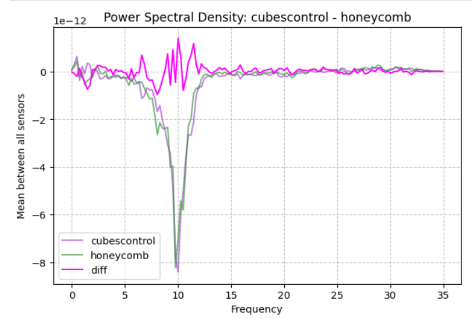 Power Spectral Density: cubescontrol - honeycomb
1e−12
0
−2
−4
−6
−8
Mean between all sensors
cubescontrol
honeycomb
diff
0 5 10 15 20 25 30 35
Frequency